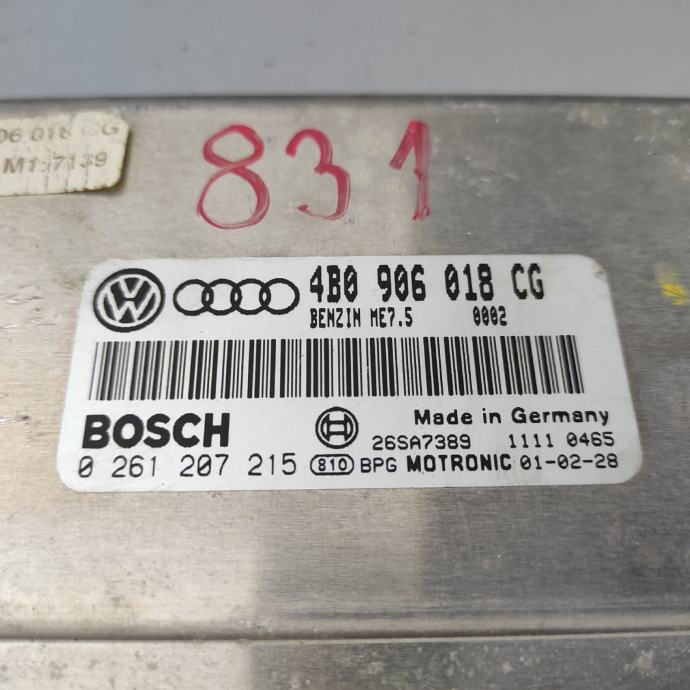 06 018 CG
M1:7139
831
4B0 906 018 CG
BENZIN ME7.5 0002
BOSCH
Made in Germany
26SA7389 1111 0465
0 261 207 215 810 BPG MOTRONIC 01-02-28